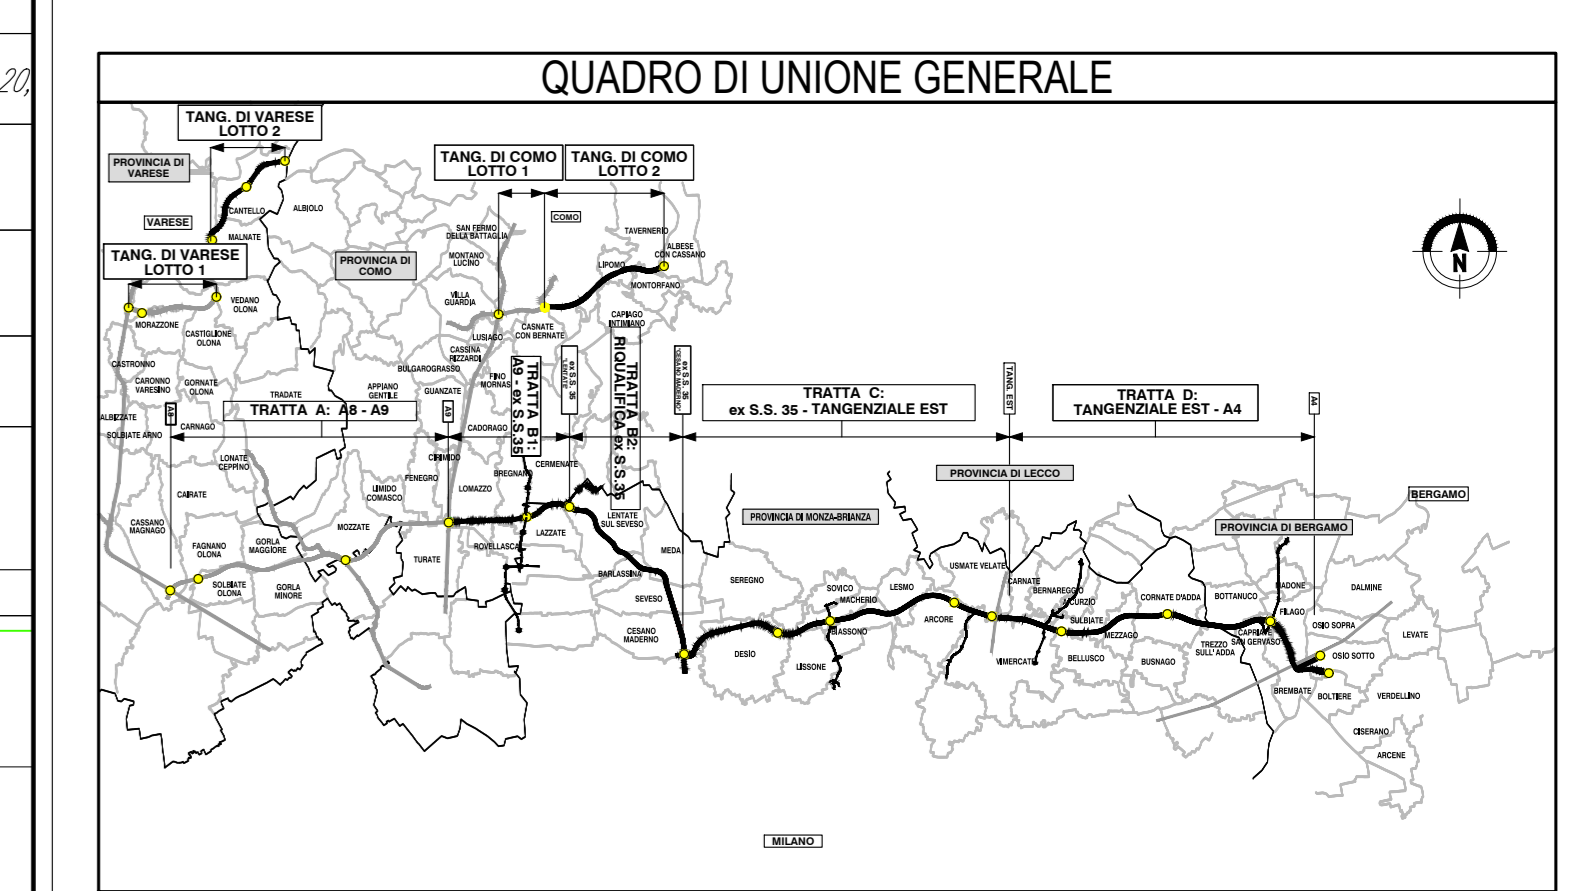 20,
QUADRO DI UNIONE GENERALE
TANG. DI VARESE
LOTTO 2
PROVINCIA DI
VARESE
CANTELLO
ALBIOLO
VARESE
MALNATE
TANG. DI VARESE
LOTTO 1
PROVINCIA DI
COMO
TANG. DI COMO
LOTTO 1
TANG. DI COMO
LOTTO 2
COMO
SAN FERMO
DELLA BATTAGLIA
TAVERNERIO
MONTANO
LUCINO
ALBESE
CON CASSANO
LIPOMO
MONTORFANO
VILLA
GUARDIA
VEDANO
OLONA
MORAZZONE
CASTIGLIONE
OLONA
LUSIAGO
CASNATE
CON BERNATE
CAPIAGO
INTIMIANO
CASSINA
RIZZARDI
CASTRONNO
BULGAROGRASSO
CARONNO
VARESINO
GORNATE
OLONA
TRADATE
APPIANO
GENTILE
GUANZATE
FINO
MORNAS
TRATTA B1:
A9 - ex S.S.35
ex S.S. 35
"LENTATE"
TRATTA B2:
RIQUALIFICA ex S.S.35
ex S.S. 35
"CESANO MADERNO"
TANG. EST
A4
A8
A9
TRATTA A: A8 - A9
TRATTA C:
ex S.S. 35 - TANGENZIALE EST
TRATTA D:
TANGENZIALE EST - A4
ALBIZZATE
SOLBIATE ARNO
CARNAGO
CADORAGO
LONATE
CEPPINO
CIRIMIDO
CERMENATE
BREGNANO
FENEGRO
LIMIDO
COMASCO
LOMAZZO
CAIRATE
PROVINCIA DI LECCO
BERGAMO
PROVINCIA DI MONZA-BRIANZA
PROVINCIA DI BERGAMO
CASSANO
MAGNAGO
MOZZATE
LENTATE
SUL SEVESO
LAZZATE
FAGNANO
OLONA
GORLA
MAGGIORE
ROVELLASCA
MEDA
TURATE
BARLASSINA
SOLBIATE
OLONA
GORLA
MINORE
SEVESO
SEREGNO
SOVICO
MACHERIO
LESMO
USMATE VELATE
CARNATE
BERNAREGGIO
AICURZIO
CORNATE D'ADDA
BOTTANUCO
MADONE
DALMINE
FILAGO
CESANO
MADERNO
DESIO
LISSONE
BIASSONO
ARCORE
SULBIATE
MEZZAGO
VIMERCATE
BELLUSCO
BUSNAGO
TREZZO
SULL' ADDA
CAPRIATE
SAN GERVASO
OSIO SOPRA
LEVATE
OSIO SOTTO
BREMBATE
BOLTIERE
VERDELLINO
CISERANO
ARCENE
N
MILANO